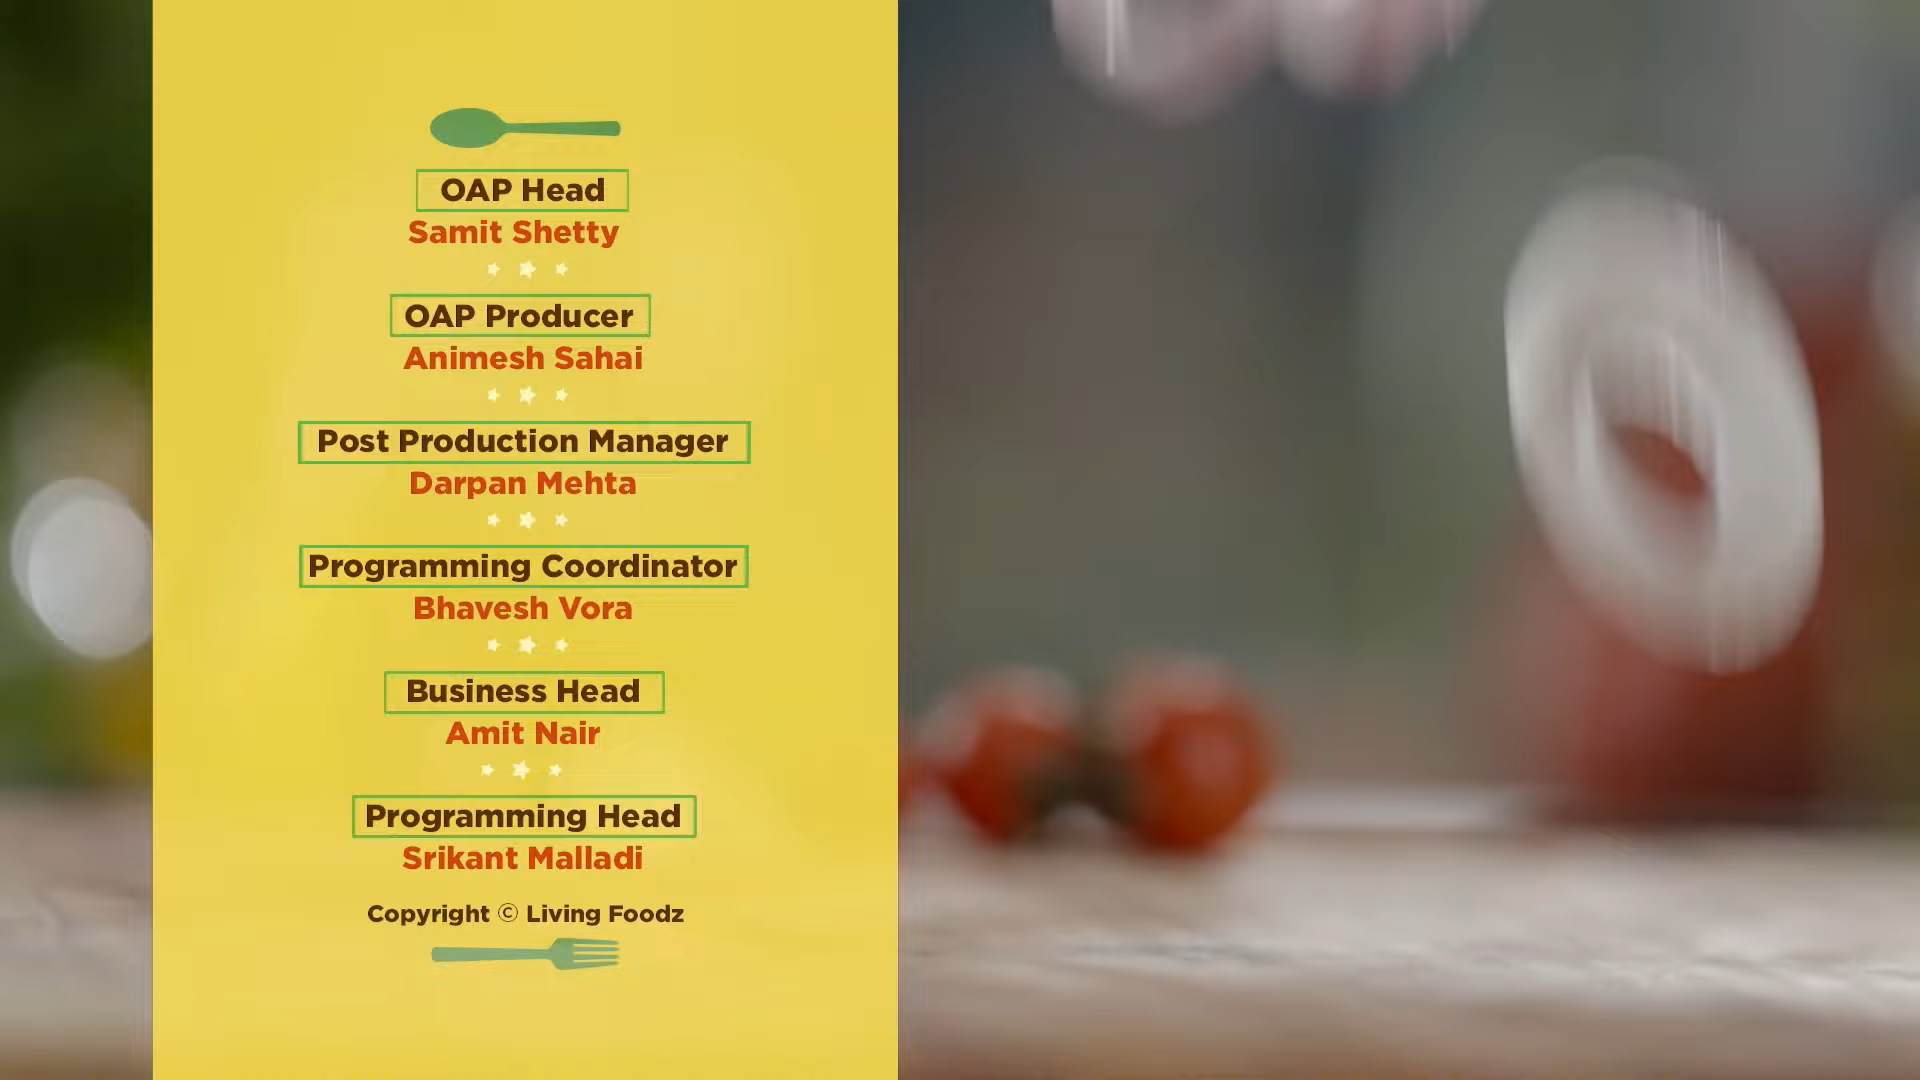 OAP Head
Samit Shetty
OAP Producer
Animesh Sahai
Post Production Manager
Darpan Mehta
Programming Coordinator
Bhavesh Vora
Business Head
Amit Nair
Programming Head
Srikant Malladi
Copyright © Living Foodz